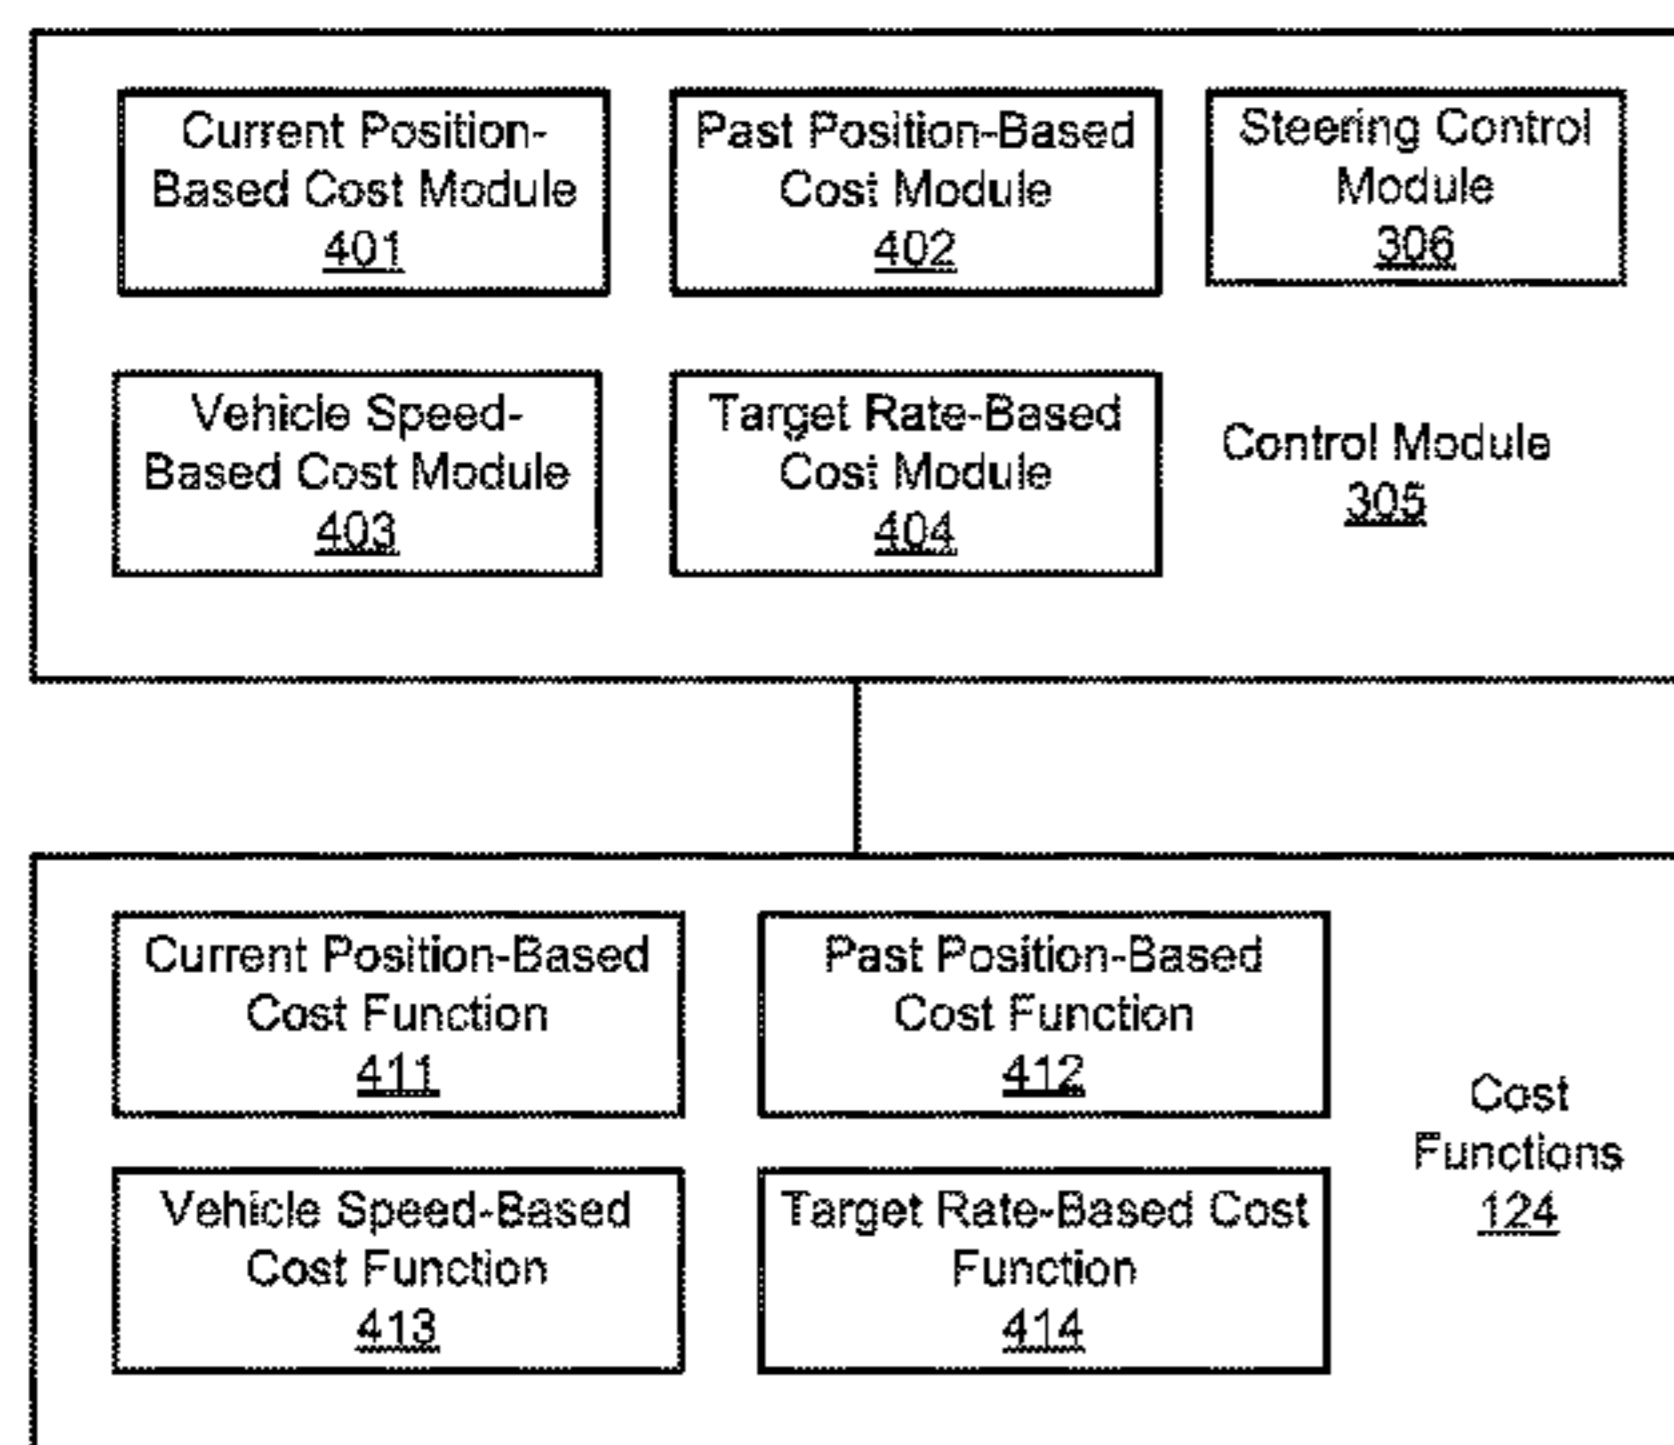 Current Position-
Based Cost Module
401
Past Position-Based
Cost Module
402
Steering Control
Module
306
Vehicle Speed-
Based Cost Module
403
Target Rate-Based
Cost Module
404
Control Module
305
Current Position-Based
Cost Function
411
Past Position-Based
Cost Function
412
Vehicle Speed-Based
Cost Function
413
Target Rate-Based Cost
Function
414
Cost
Functions
124